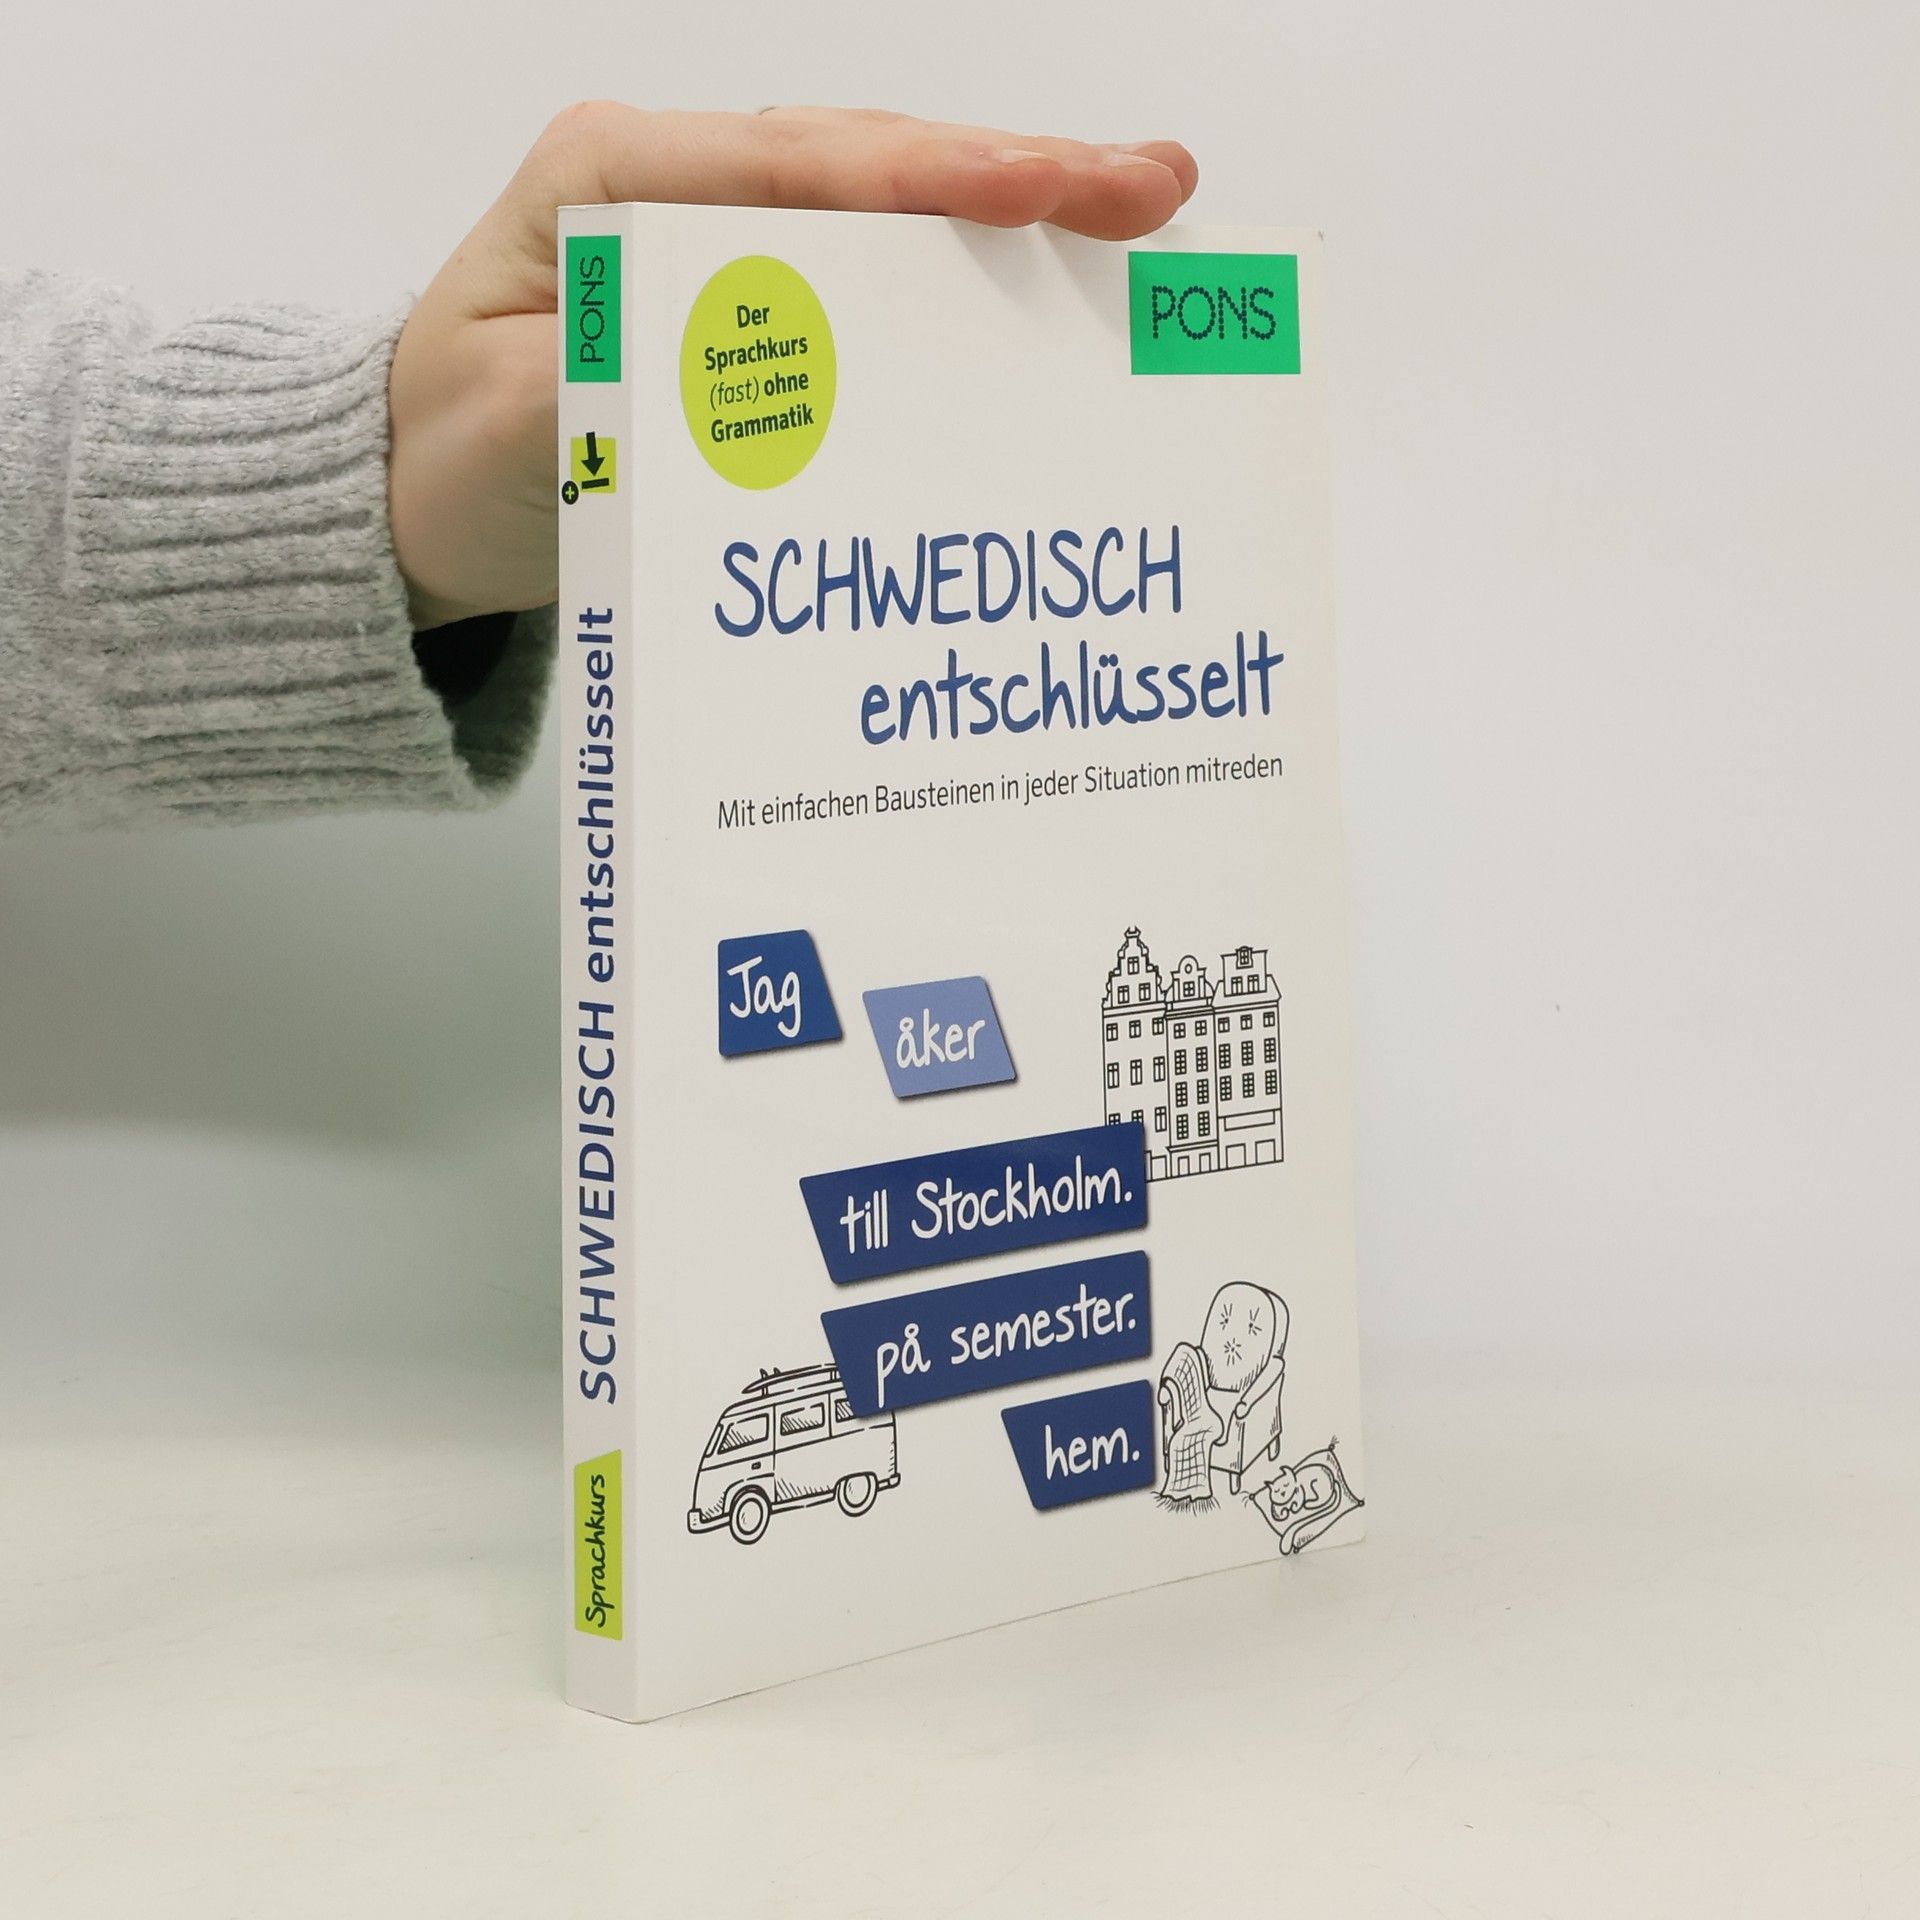 PONS
SCHWEDISCH entschlüsselt
Sprachkurs
Der
Sprachkurs
(fast) ohne
Grammatik
PONS
SCHWEDISCH
entschlüsselt
Mit einfachen Bausteinen in jeder Situation mitreden
Jag
åker
till Stockholm.
på semester.
hem.